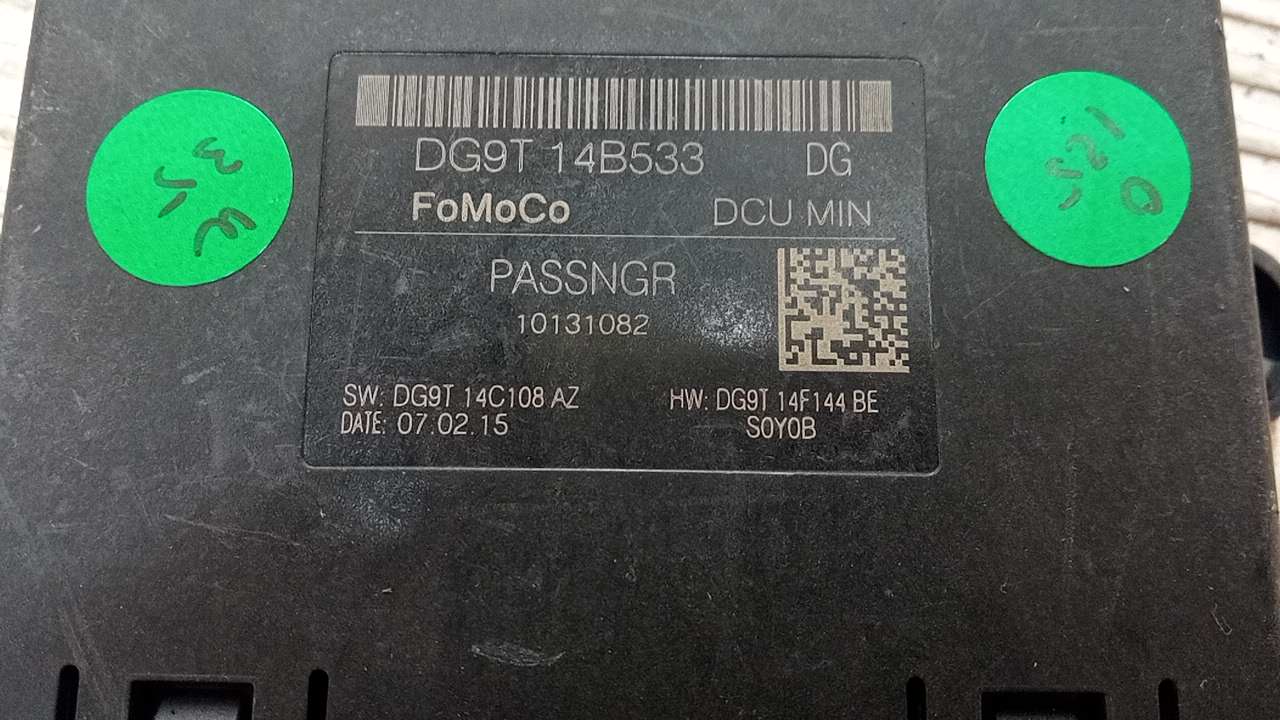 DG9T 14B533 DG
FoMoCo DCU MIN
PASSNGR
10131082
SW: DG9T 14C108 AZ HW: DG9T 14F144 BE
DATE: 07.02.15 S0Y0B